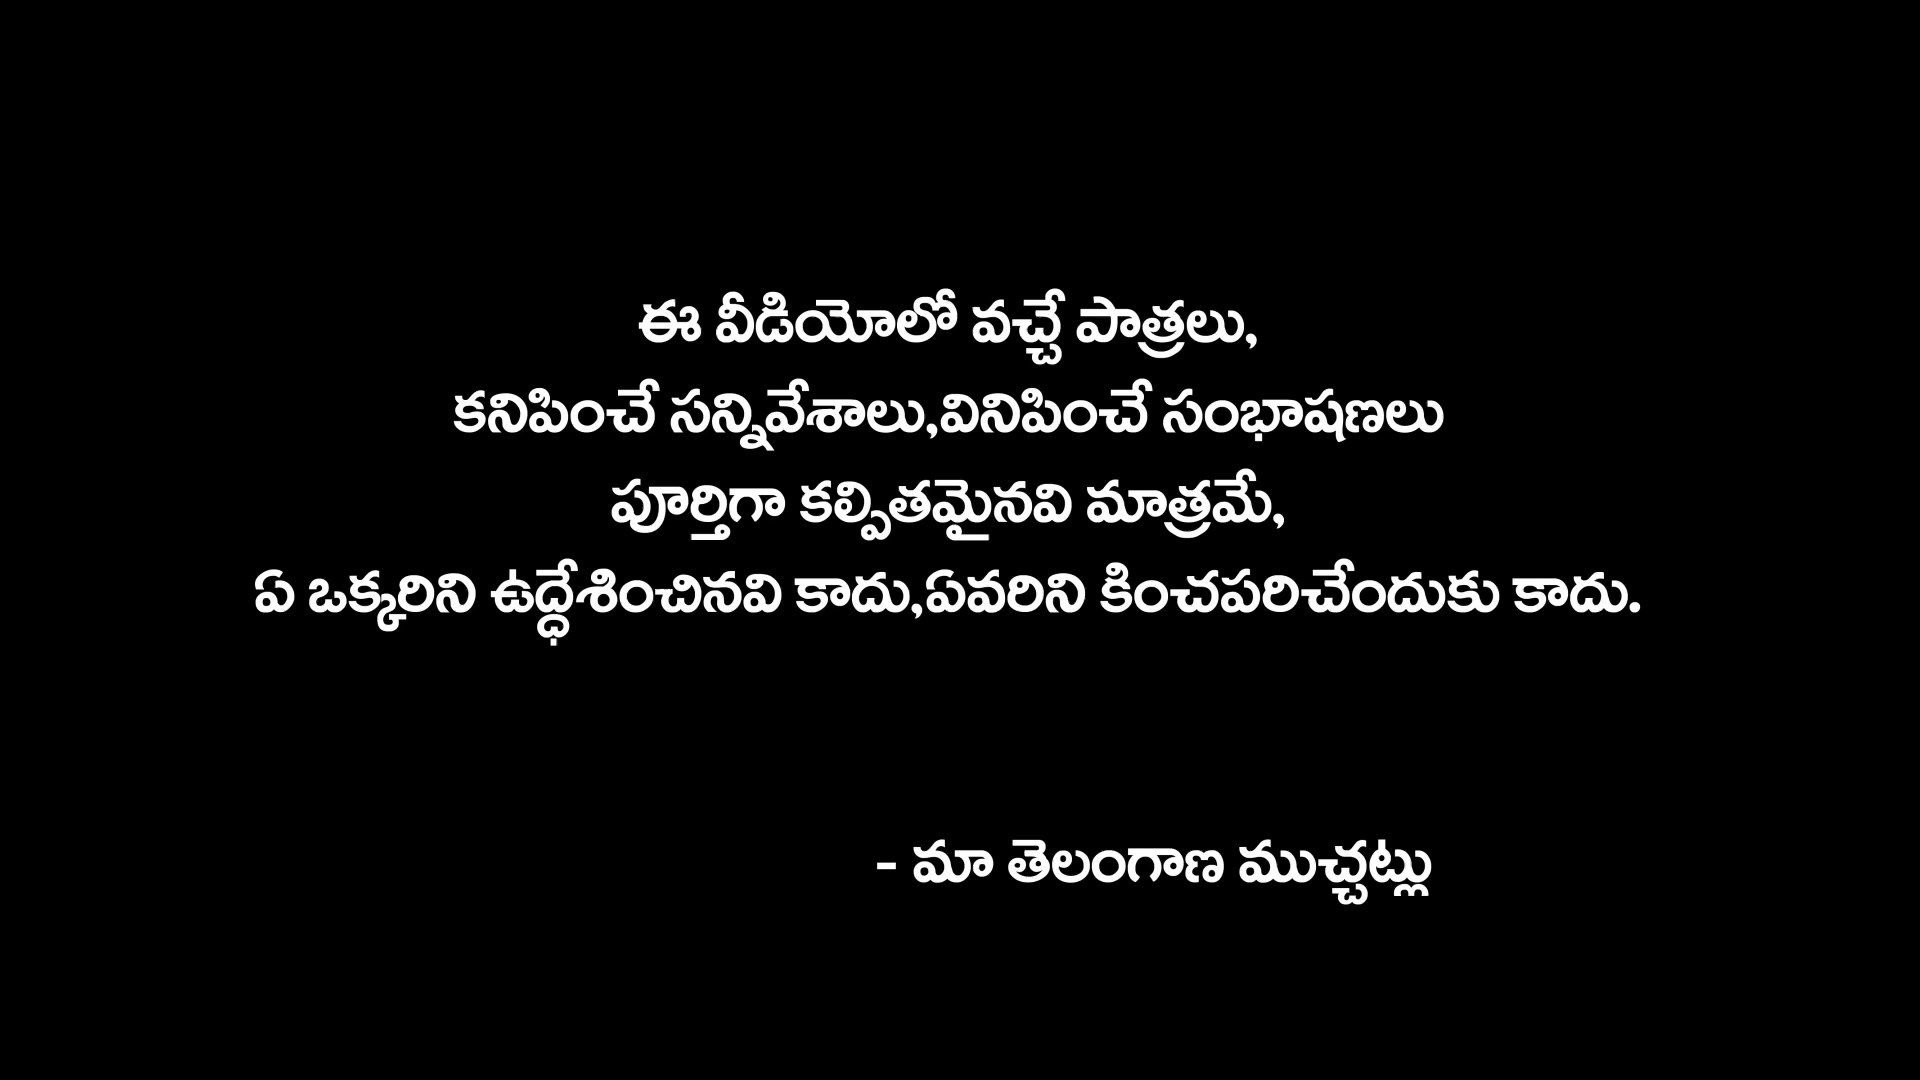 ఈ వీడియోలో వచ్చే పాత్రలు,
కనిపించే సన్నివేశాలు,వినిపించే సంభాషణలు
పూర్తిగా కల్పితమైనవి మాత్రమే,
ఏ ఒక్కరిని ఉద్ధేశించినవి కాదు,ఏవరిని కించపరిచేందుకు కాదు.
- మా తెలంగాణ ముచ్చట్లు